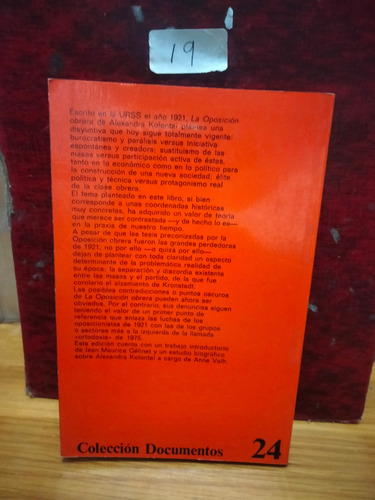 19
Escrito en la URSS el año 1921, La Oposición
obrera de Alexandra Kolontai plantea una
disyuntiva que hoy sigue totalmente vigente:
burocratismo y parálisis versus iniciativa
espontánea y creadora; sustituismo de las
masas versus participación activa de éstas,
tanto en lo económico como en lo político para
la construcción de una nueva sociedad; élite
política y técnica versus protagonismo real
de la clase obrera.
El tema planteado en este libro, si bien
corresponde a unas coordenadas históricas
muy concretas, ha adquirido un valor de teoría
que merece ser contrastada —y de hecho lo es—
en la praxis de nuestro tiempo.
A pesar de que las tesis preconizadas por la
Oposición obrera fueron las grandes perdedoras
de 1921, no por ello —o quizá por ello—
dejan de plantear con toda claridad un aspecto
determinante de la problemática realidad de
su época: la separación y discordia existente
entre las masas y el partido, de la que fue
corolario el alzamiento de Kronstadt.
Las posibles contradicciones o puntos oscuros
de La Oposición obrera pueden ahora ser
obviados. Por el contrario, sus denuncias siguen
teniendo el valor de un primer punto de
referencia que enlaza las luchas de los
oposicionistas de 1921 con las de los grupos
o sectores más a la izquierda de la llamada
«ortodoxia» de 1975.
Esta edición cuenta con un trabajo introductorio
de Jean Maurice Gélinet y un estudio biográfico
sobre Alexandra Kolontai a cargo de Anne Valh.
Colección Documentos 24